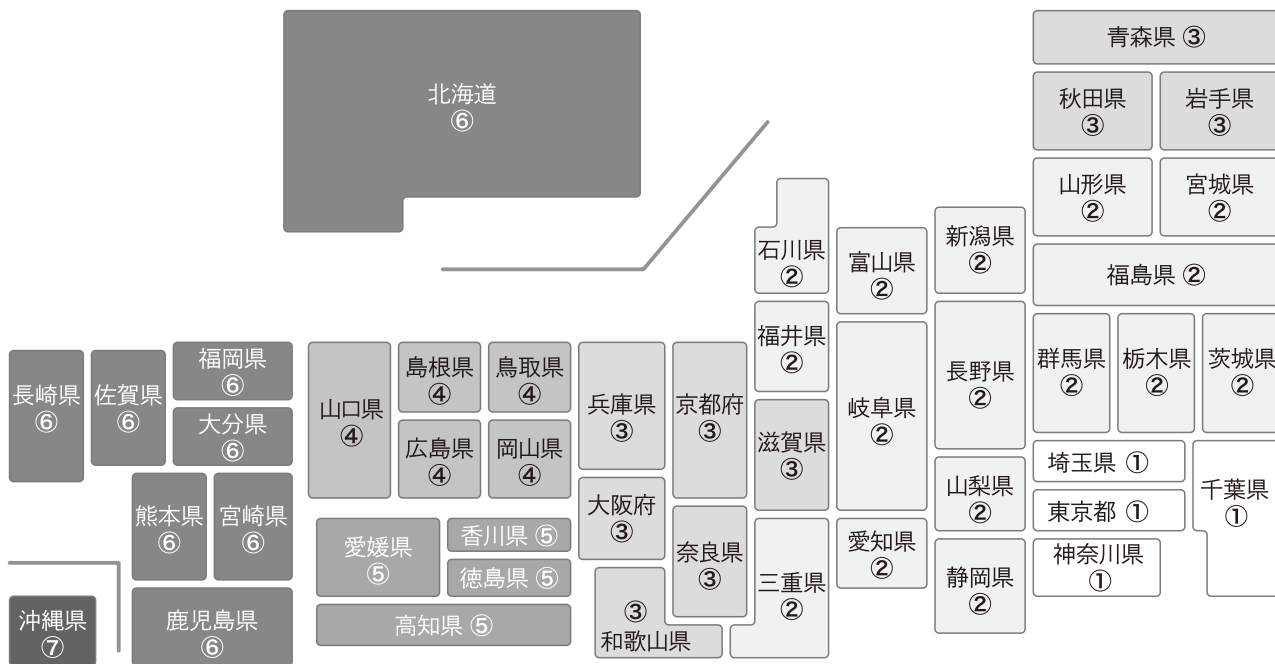 北海道
⑥
青森県 ③
秋田県
③
岩手県
③
山形県
②
宮城県
②
福島県 ②
新潟県
②
富山県
②
石川県
②
福井県
②
群馬県
②
栃木県
②
茨城県
②
長野県
②
岐阜県
②
埼玉県 ①
東京都 ①
千葉県
①
神奈川県
①
山梨県
②
静岡県
②
愛知県
②
三重県
②
滋賀県
③
京都府
③
兵庫県
③
大阪府
③
奈良県
③
③
和歌山県
鳥取県
④
島根県
④
岡山県
④
広島県
④
山口県
④
香川県 ⑤
徳島県 ⑤
愛媛県
⑤
高知県 ⑤
福岡県
⑥
大分県
⑥
佐賀県
⑥
長崎県
⑥
熊本県
⑥
宮崎県
⑥
鹿児島県
⑥
沖縄県
⑦